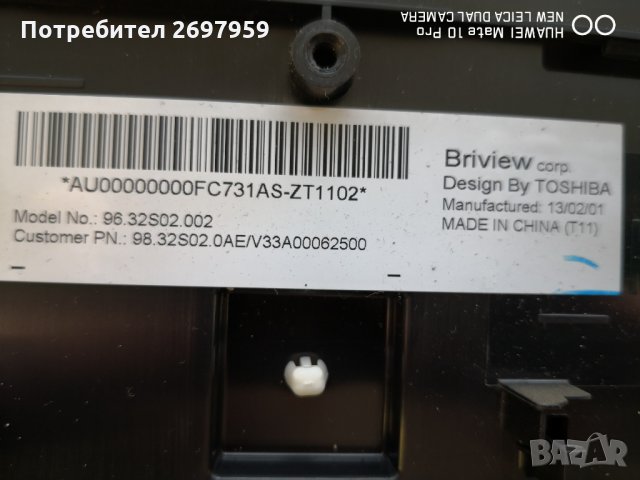 Потребител 2697959
HUAWEI Mate 10 Pro
NEW LEICA DUAL CAMERA
*AU00000000FC731AS-ZT1102*
Model No.: 96.32S02.002
Customer PN.: 98.32S02.0AE/V33A00062500
Briview corp.
Design By TOSHIBA
Manufactured: 13/02/01
MADE IN CHINA (T11)
BAZAR